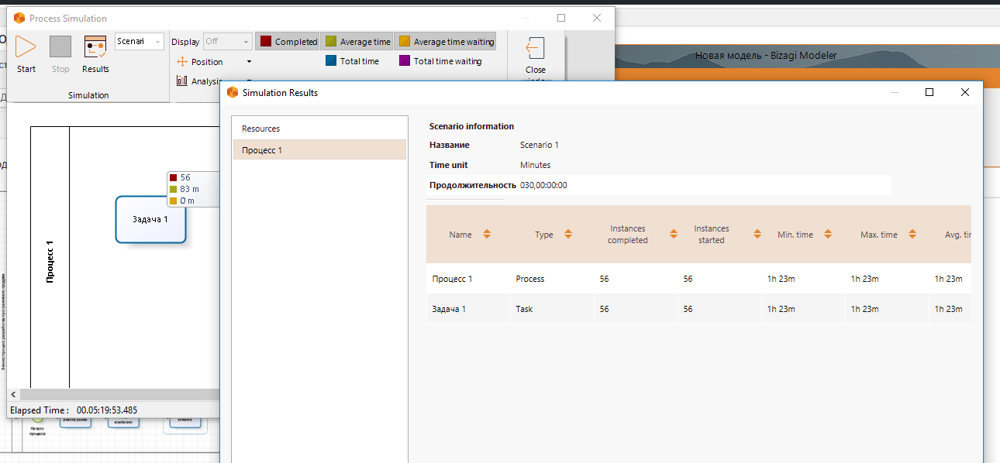 Process Simulation
Новая модель - Bizagi Modeler
Start
Stop
Results
Scenari
Simulation
Display
Off
Completed
Average time
Average time waiting
Position
Total time
Total time waiting
Analysis
Close
window
Процесс 1
56
83 m
0 m
Задача 1
Elapsed Time : 00.05:19:53.485
Начало
процесса
компанию
клиента
Simulation Results
Resources
Процесс 1
Scenario information
Название Scenario 1
Time unit Minutes
Продолжительность 030,00:00:00
Name Type Instances completed Instances started Min. time Max. time Avg. tir
Процесс 1 Process 56 56 1h 23m 1h 23m 1h 23m
Задача 1 Task 56 56 1h 23m 1h 23m 1h 23m